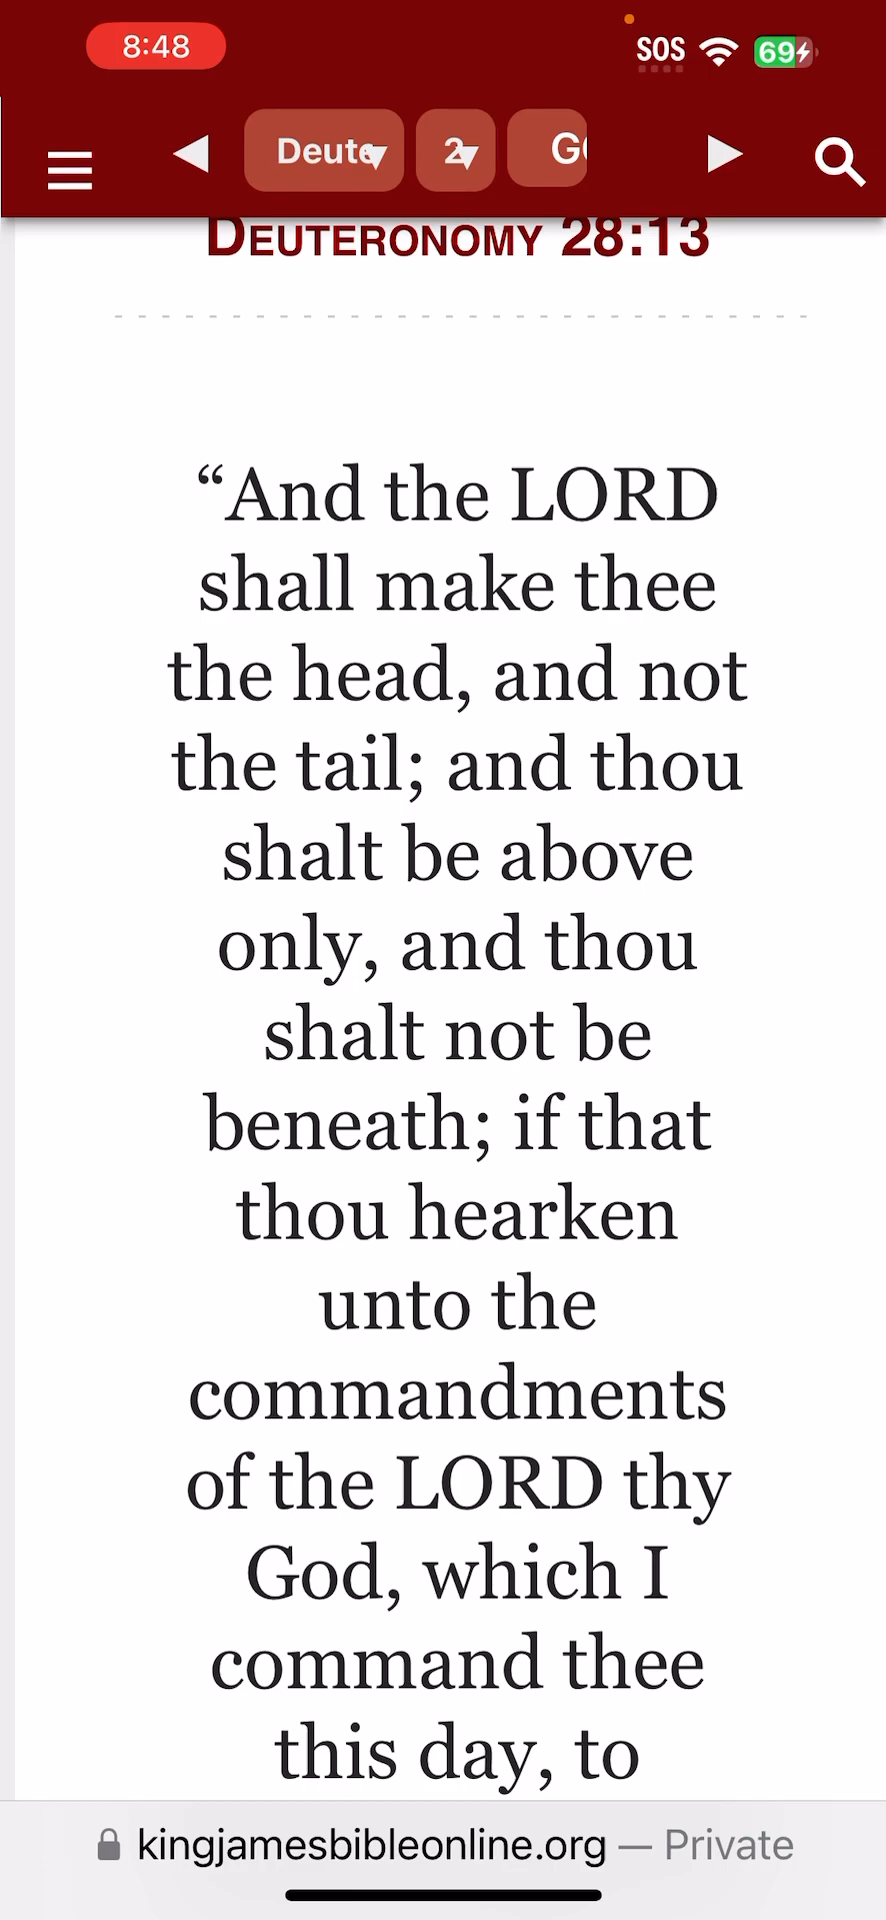 8:48 SOS 69
Deute 2 G
DEUTERONOMY 28:13
“And the LORD
shall make thee
the head, and not
the tail; and thou
shalt be above
only, and thou
shalt not be
beneath; if that
thou hearken
unto the
commandments
of the LORD thy
God, which I
command thee
this day, to
kingjamesbibleonline.org — Private